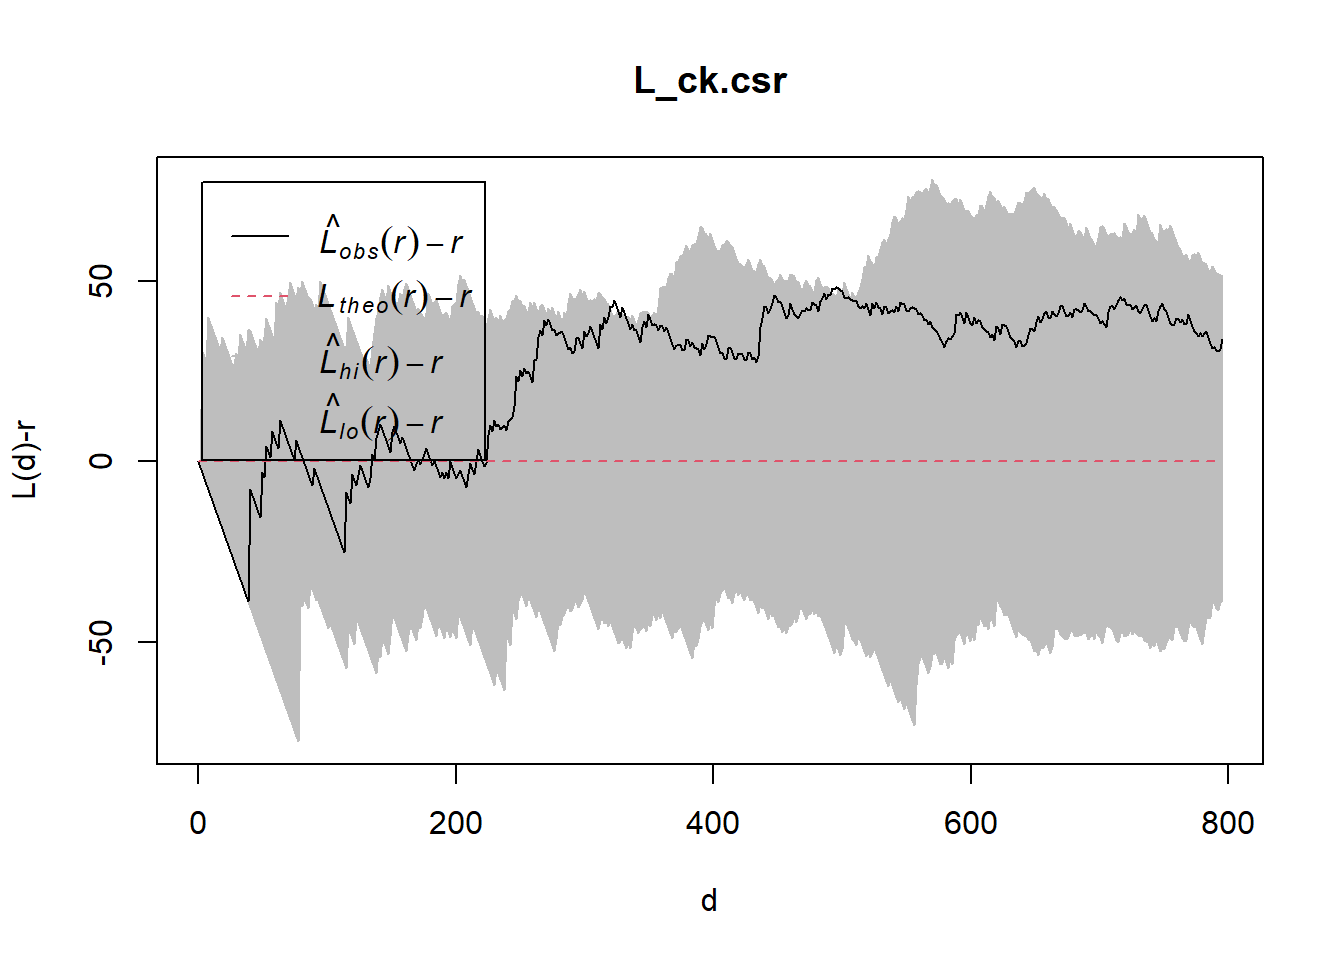 L_ck.csr
L̂obs(r) − r
Ltheo(r) − r
L̂hi(r) − r
L̂lo(r) − r
L(d)-r
50
0
-50
0 200 400 600 800
d